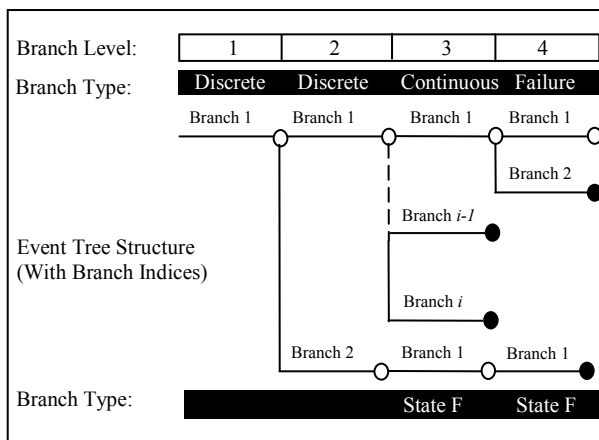 Branch Level: 1 2 3 4
Branch Type: Discrete Discrete Continuous Failure
Branch 1 Branch 1 Branch 1 Branch 1
Branch 2
Branch i-1
Event Tree Structure
(With Branch Indices)
Branch i
Branch 2 Branch 1 Branch 1
Branch Type: State F State F